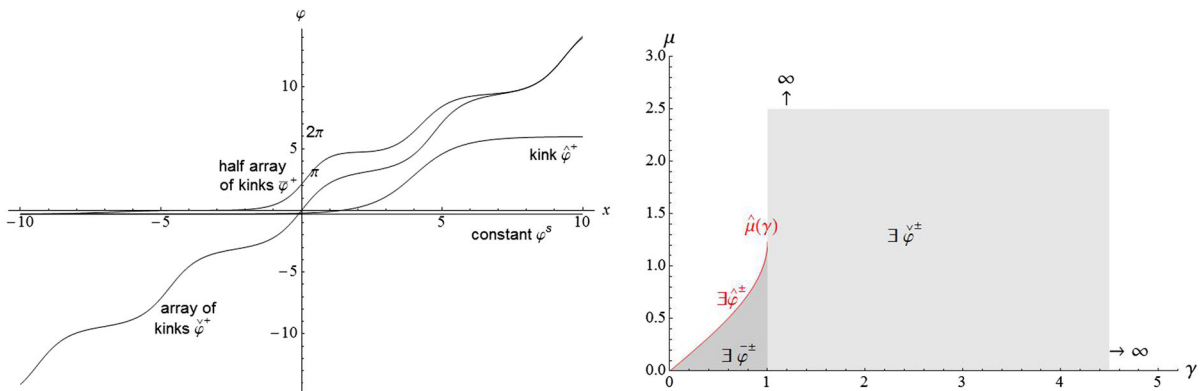 φ
10
2π
5
half array
of kinks φ̄⁺
π
kink φ̂⁺
−10
−5
5
10
x
constant φˢ
−5
array of
kinks φ̌⁺
−10
μ
3.0
2.5
2.0
1.5
1.0
0.5
0.0
∞
↑
μ̂(γ)
∃ φ̌±
∃φ̂±
∃ φ̄±
→ ∞
0
1
2
3
4
5
γ